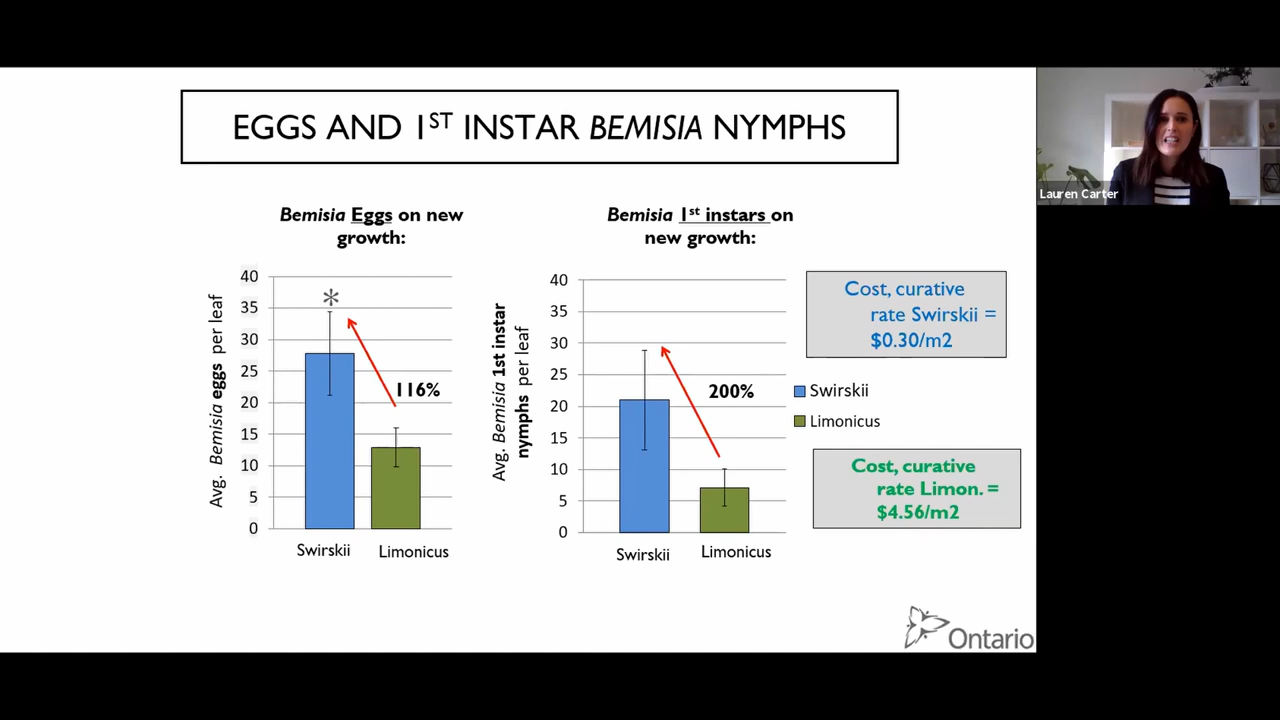 EGGS AND 1ST INSTAR BEMISIA NYMPHS
Lauren Carter
Bemisia Eggs on new
growth:
Avg. Bemisia eggs per leaf
40
35
30
25
20
15
10
5
0
*
116%
Swirskii
Limonicus
Bemisia 1st instars on
new growth:
Avg. Bemisia 1st instar
nymphs per leaf
40
35
30
25
20
15
10
5
0
200%
Swirskii
Limonicus
Cost, curative
rate Swirskii =
$0.30/m2
Swirskii
Limonicus
Cost, curative
rate Limon. =
$4.56/m2
Ontario